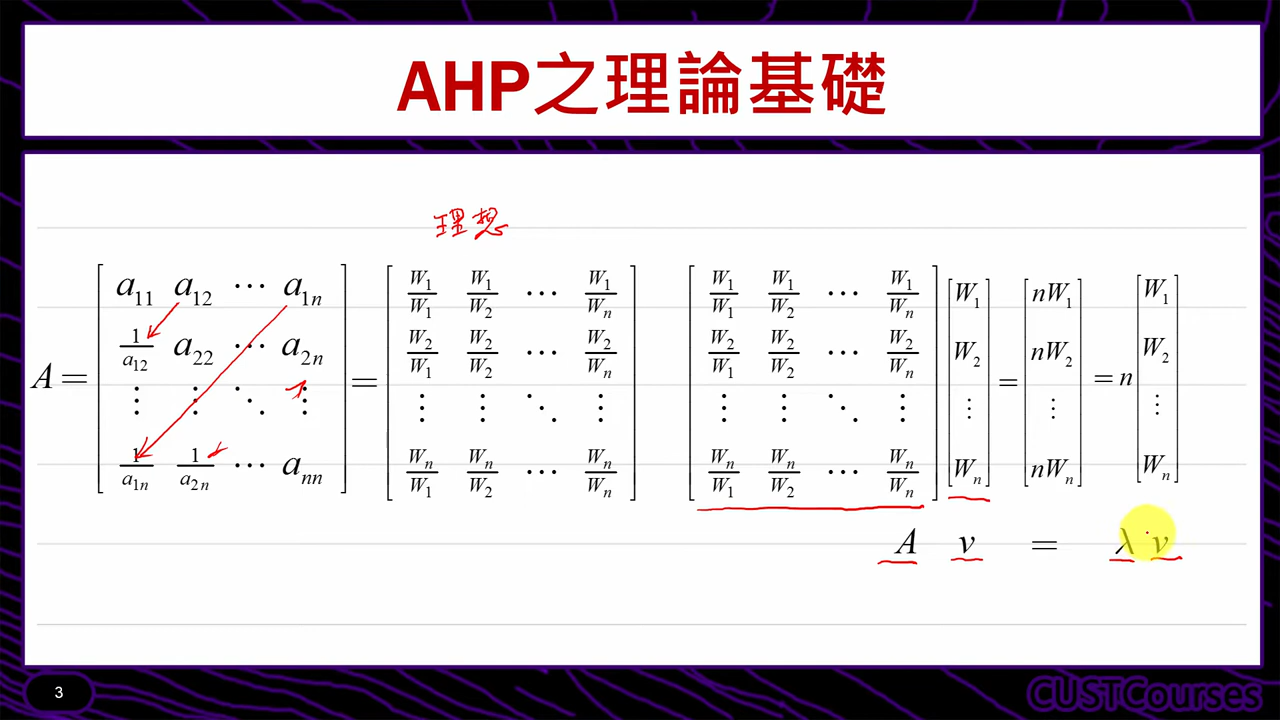 AHP之理論基礎
理想
A = [ a₁₁ a₁₂ ⋯ a₁ₙ ; 1/a₁₂ a₂₂ ⋯ a₂ₙ ; ⋮ ⋮ ⋱ ⋮ ; 1/a₁ₙ 1/a₂ₙ ⋯ aₙₙ ] = [ W₁/W₁ W₁/W₂ ⋯ W₁/Wₙ ; W₂/W₁ W₂/W₂ ⋯ W₂/Wₙ ; ⋮ ⋮ ⋱ ⋮ ; Wₙ/W₁ Wₙ/W₂ ⋯ Wₙ/Wₙ ]
[ W₁/W₁ W₁/W₂ ⋯ W₁/Wₙ ; W₂/W₁ W₂/W₂ ⋯ W₂/Wₙ ; ⋮ ⋮ ⋱ ⋮ ; Wₙ/W₁ Wₙ/W₂ ⋯ Wₙ/Wₙ ] [ W₁ ; W₂ ; ⋮ ; Wₙ ] = [ nW₁ ; nW₂ ; ⋮ ; nWₙ ] = n [ W₁ ; W₂ ; ⋮ ; Wₙ ]
A v = λ v
3
CUSTCourses